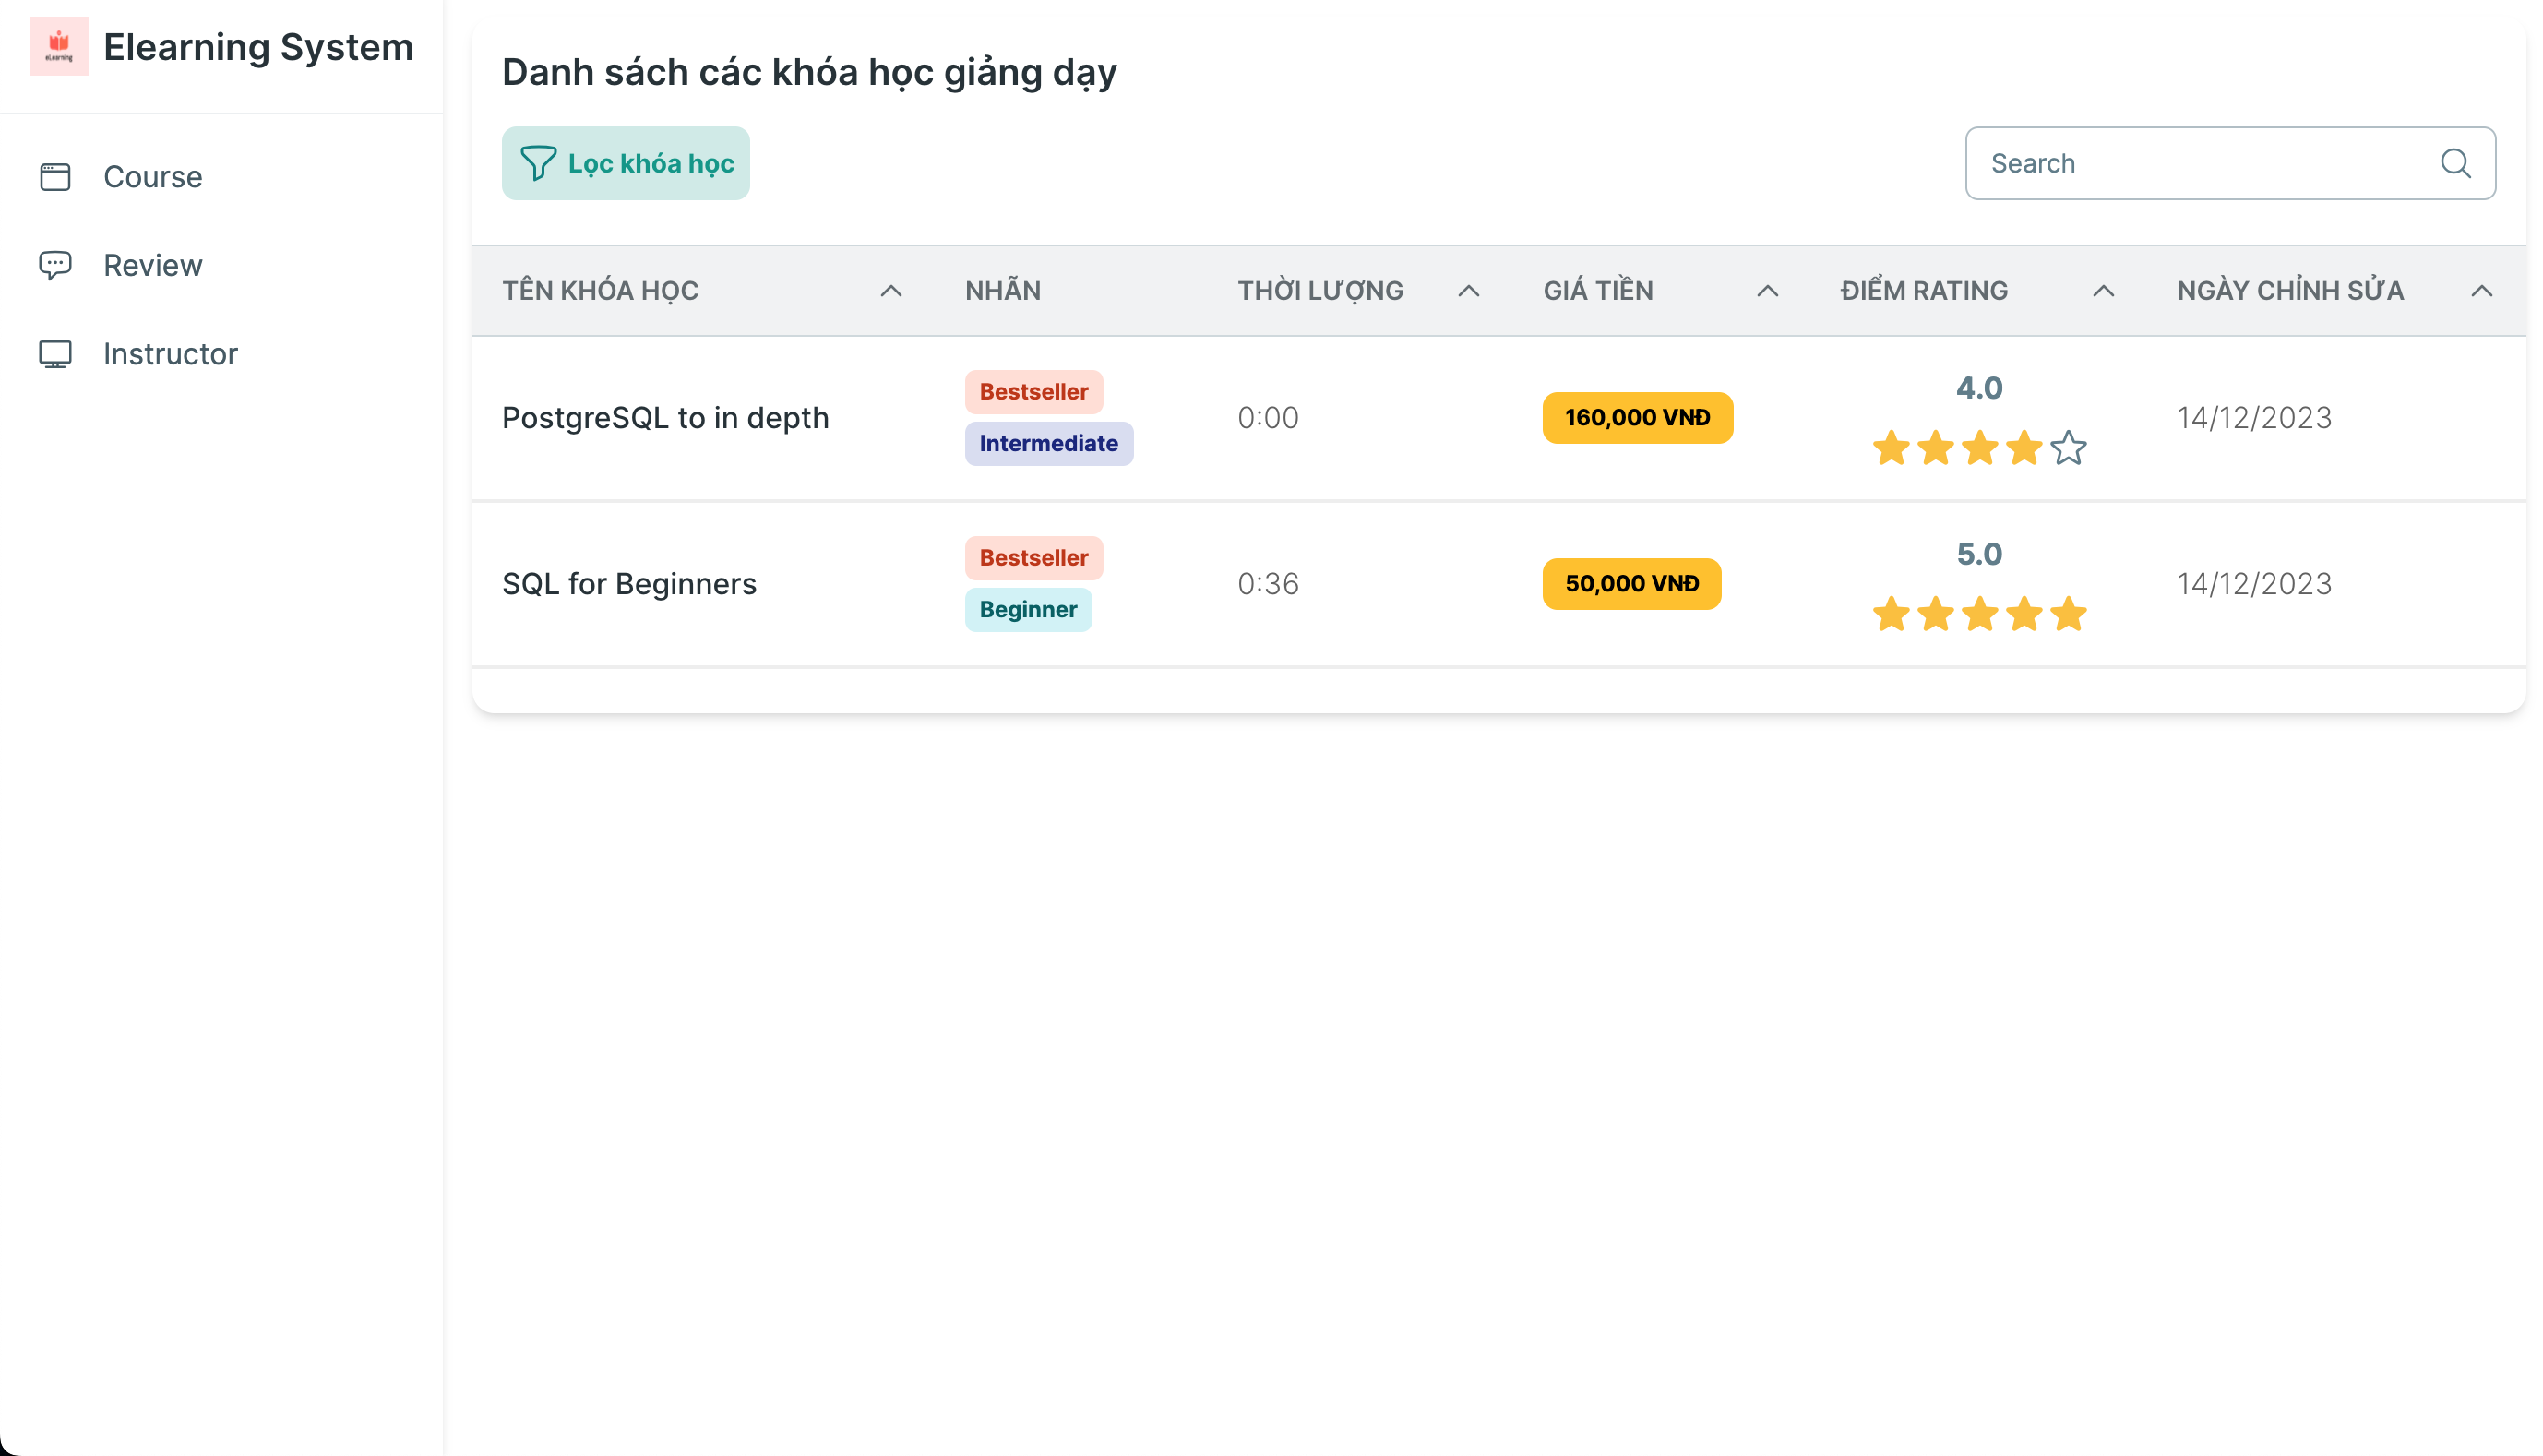 eLearning
Elearning System
Course
Review
Instructor
Danh sách các khóa học giảng dạy
Lọc khóa học
Search
TÊN KHÓA HỌC NHÃN THỜI LƯỢNG GIÁ TIỀN ĐIỂM RATING NGÀY CHỈNH SỬA
PostgreSQL to in depth
Bestseller
Intermediate
0:00
160,000 VNĐ
4.0
14/12/2023
SQL for Beginners
Bestseller
Beginner
0:36
50,000 VNĐ
5.0
14/12/2023